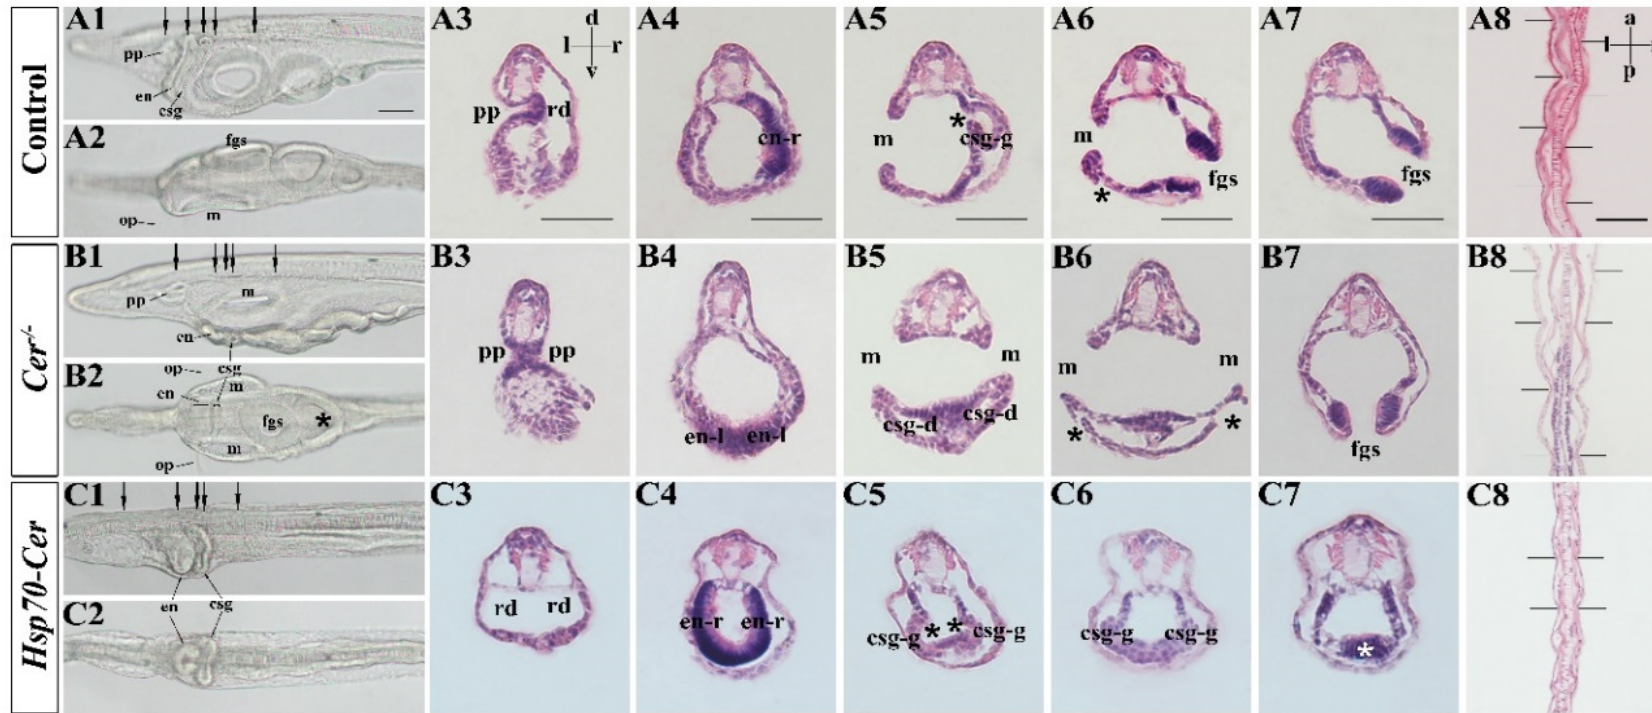 Control
A1
pp
en
csg
A2
fgs
op
m
A3
d
l
r
v
pp
rd
A4
en-r
A5
m
*
csg-g
A6
m
*
fgs
A7
fgs
A8
a
p
Cer-/-
B1
pp
m
en
csg
B2
op
m
en
fgs
*
m
op
B3
pp
pp
B4
en-l
en-l
B5
m
m
csg-d
csg-d
B6
m
m
*
*
B7
fgs
B8
Hsp70-Cer
C1
en
csg
C2
C3
rd
rd
C4
en-r
en-r
C5
* *
csg-g
csg-g
C6
csg-g
csg-g
C7
*
C8